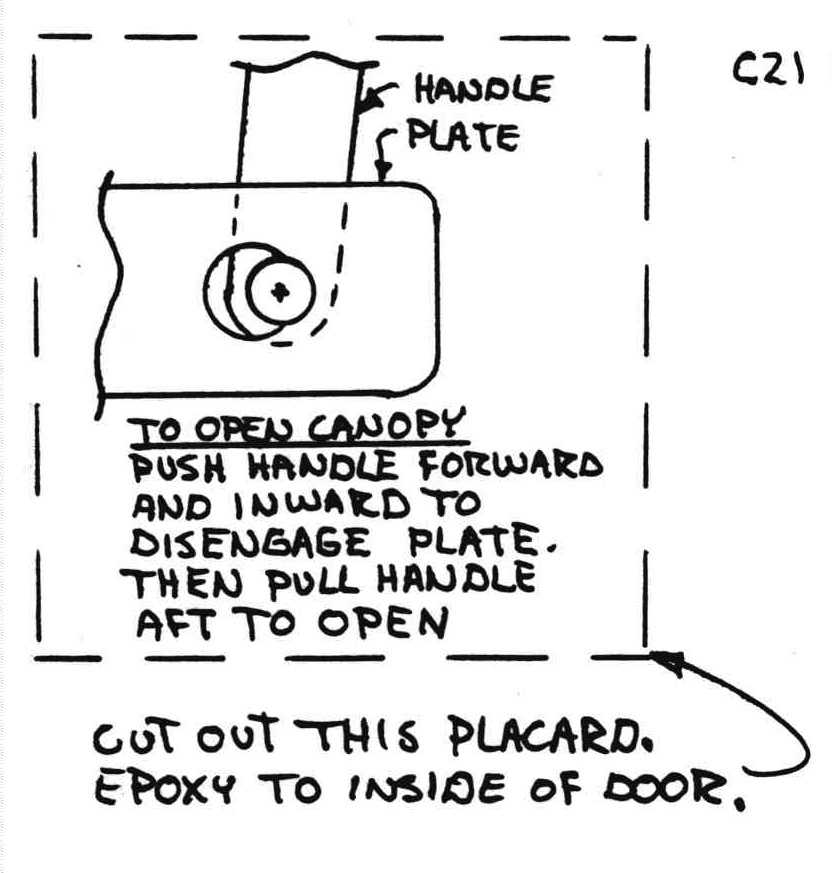 C21
HANDLE
PLATE
TO OPEN CANOPY
PUSH HANDLE FORWARD
AND INWARD TO
DISENGAGE PLATE.
THEN PULL HANDLE
AFT TO OPEN
CUT OUT THIS PLACARD.
EPOXY TO INSIDE OF DOOR.